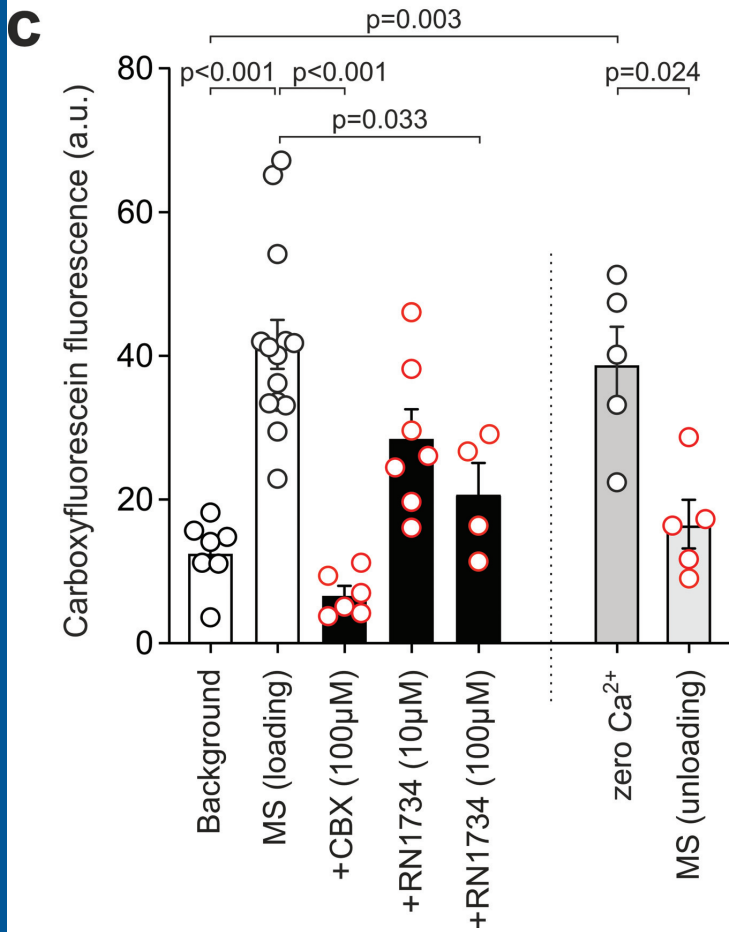 c
p=0.003
p<0.001 p<0.001 p=0.024
p=0.033
Carboxyfluorescein fluorescence (a.u.)
80
60
40
20
0
Background
MS (loading)
+CBX (100µM)
+RN1734 (10µM)
+RN1734 (100µM)
zero Ca²⁺
MS (unloading)